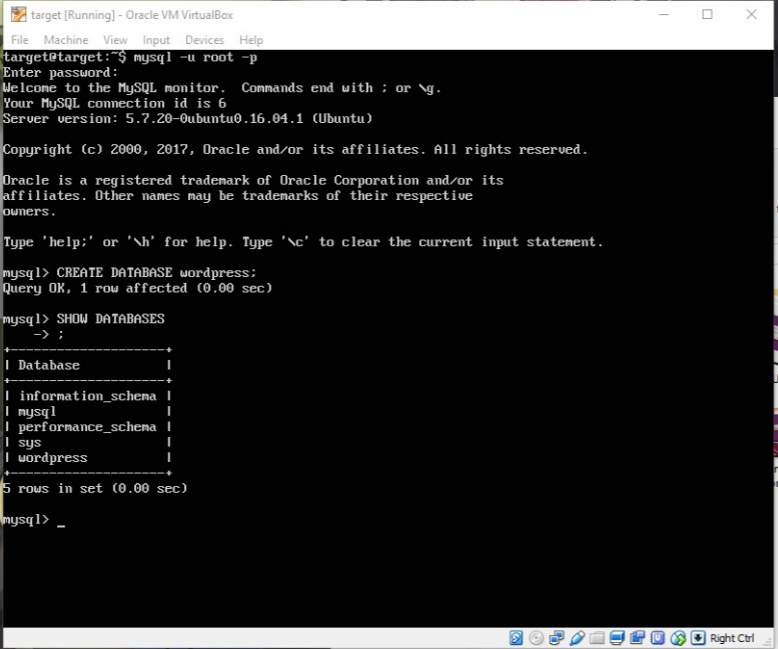 target [Running] - Oracle VM VirtualBox
File Machine View Input Devices Help
target@target:~$ mysql -u root -p
Enter password:
Welcome to the MySQL monitor.  Commands end with ; or \g.
Your MySQL connection id is 6
Server version: 5.7.20-0ubuntu0.16.04.1 (Ubuntu)
Copyright (c) 2000, 2017, Oracle and/or its affiliates. All rights reserved.
Oracle is a registered trademark of Oracle Corporation and/or its
affiliates. Other names may be trademarks of their respective
owners.
Type 'help;' or '\h' for help. Type '\c' to clear the current input statement.
mysql> CREATE DATABASE wordpress;
Query OK, 1 row affected (0.00 sec)
mysql> SHOW DATABASES
    -> ;
+--------------------+
| Database           |
+--------------------+
| information_schema |
| mysql              |
| performance_schema |
| sys                |
| wordpress          |
+--------------------+
5 rows in set (0.00 sec)
mysql> _
Right Ctrl